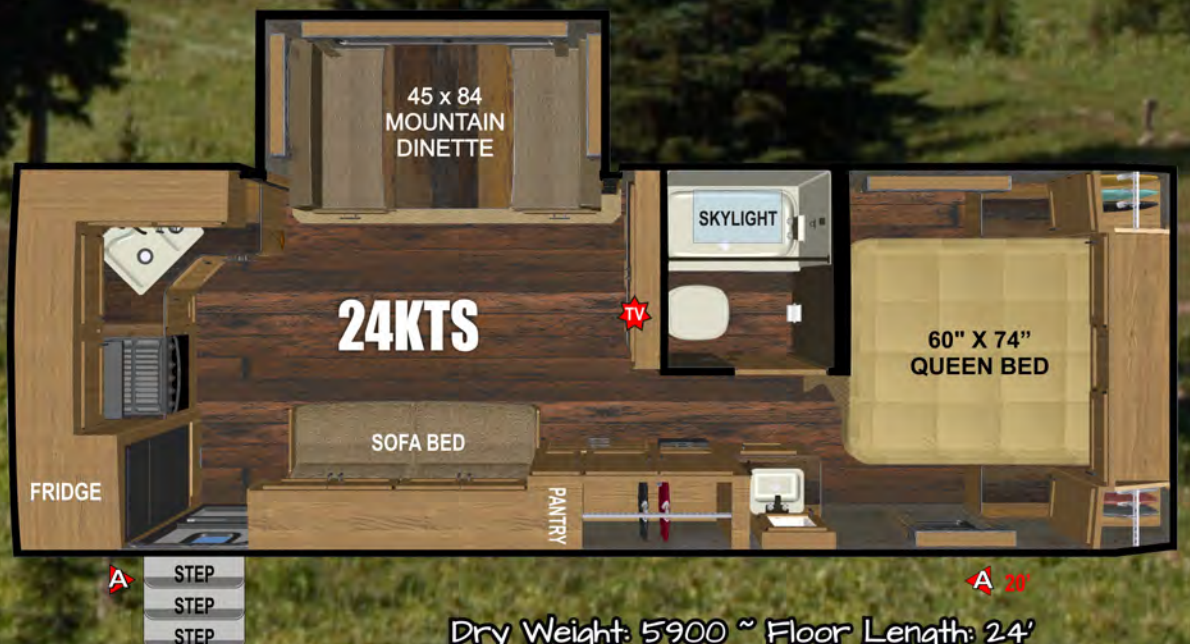 45 x 84
MOUNTAIN
DINETTE
SKYLIGHT
24KTS
TV
60" X 74”
QUEEN BED
SOFA BED
FRIDGE
PANTRY
A
STEP
STEP
STEP
A 20'
Dry Weight: 5900 ~ Floor Length: 24'